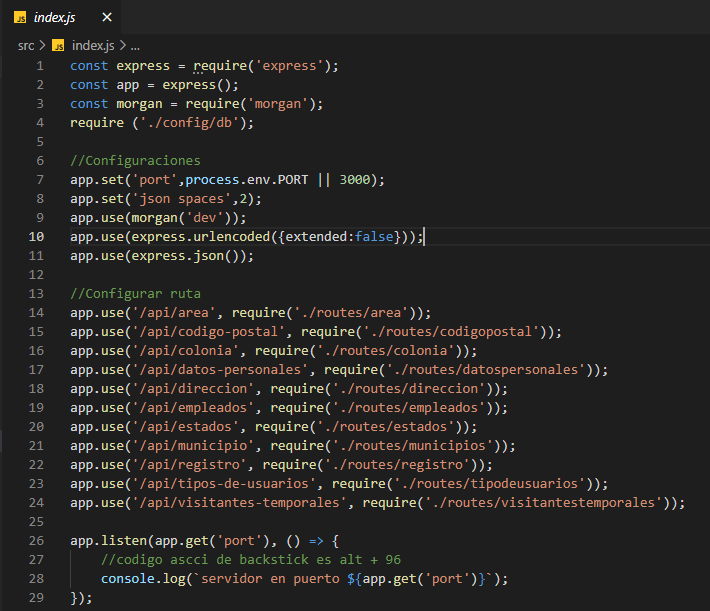 JS index.js ×
src > JS index.js > ...
1 const express = require('express');
2 const app = express();
3 const morgan = require('morgan');
4 require ('./config/db');
5
6 //Configuraciones
7 app.set('port',process.env.PORT || 3000);
8 app.set('json spaces',2);
9 app.use(morgan('dev'));
10 app.use(express.urlencoded({extended:false}));
11 app.use(express.json());
12
13 //Configurar ruta
14 app.use('/api/area', require('./routes/area'));
15 app.use('/api/codigo-postal', require('./routes/codigopostal'));
16 app.use('/api/colonia', require('./routes/colonia'));
17 app.use('/api/datos-personales', require('./routes/datospersonales'));
18 app.use('/api/direccion', require('./routes/direccion'));
19 app.use('/api/empleados', require('./routes/empleados'));
20 app.use('/api/estados', require('./routes/estados'));
21 app.use('/api/municipio', require('./routes/municipios'));
22 app.use('/api/registro', require('./routes/registro'));
23 app.use('/api/tipos-de-usuarios', require('./routes/tipodeusuarios'));
24 app.use('/api/visitantes-temporales', require('./routes/visitantestemporales'));
25
26 app.listen(app.get('port'), () => {
27 //codigo ascci de backstick es alt + 96
28 console.log(`servidor en puerto ${app.get('port')}`);
29 });